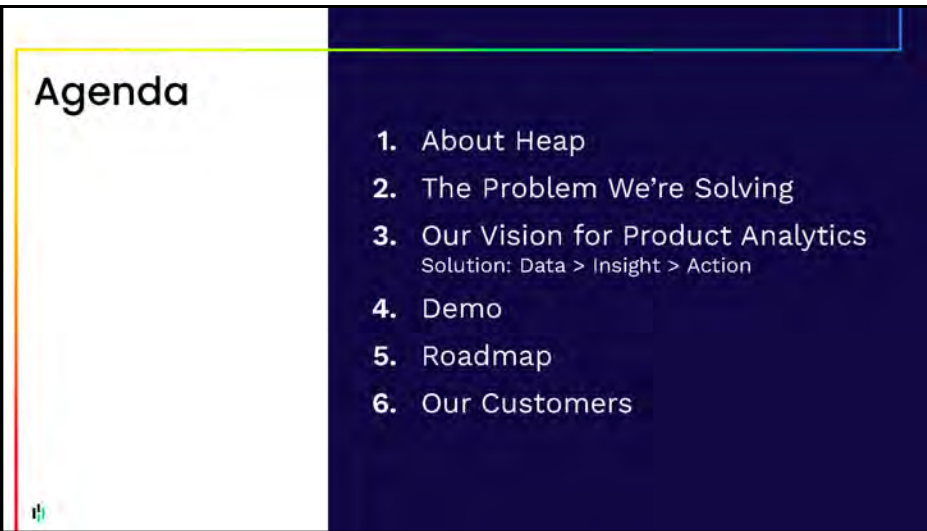 Agenda
1. About Heap
2. The Problem We're Solving
3. Our Vision for Product Analytics
Solution: Data > Insight > Action
4. Demo
5. Roadmap
6. Our Customers